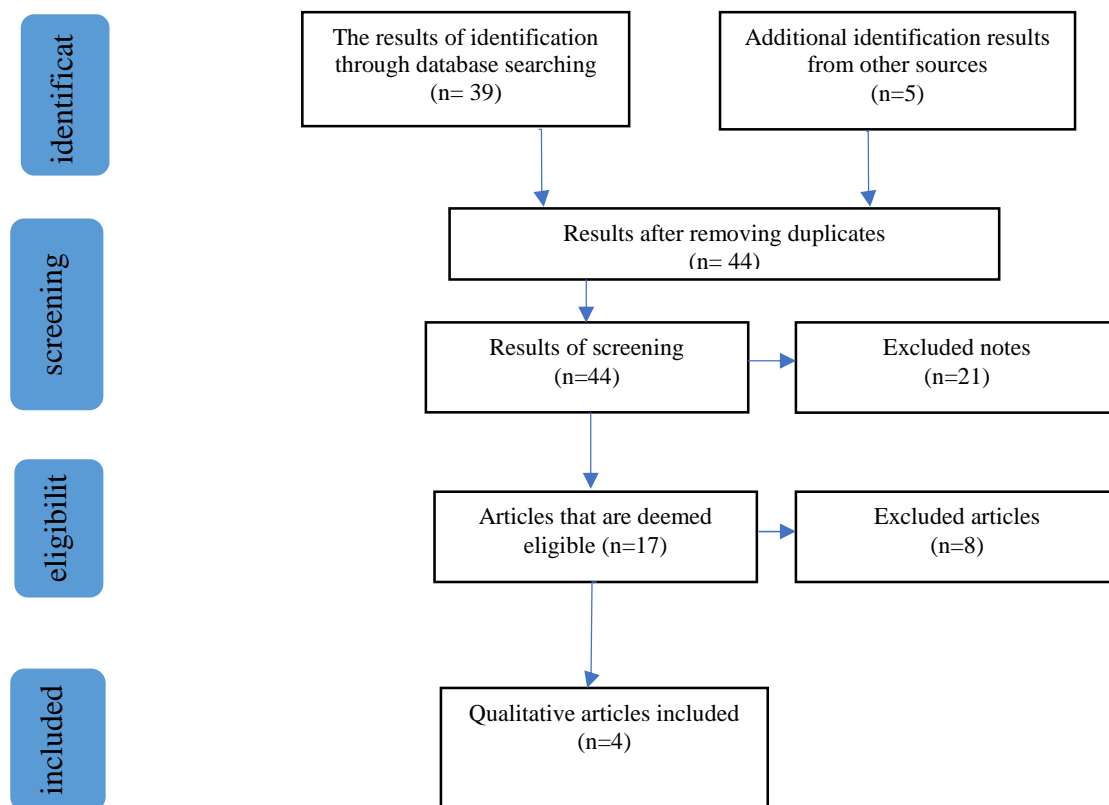 identificat
The results of identification
through database searching
(n= 39)
Additional identification results
from other sources
(n=5)
screening
Results after removing duplicates
(n= 44)
Results of screening
(n=44)
Excluded notes
(n=21)
eligibilit
Articles that are deemed
eligible (n=17)
Excluded articles
(n=8)
included
Qualitative articles included
(n=4)